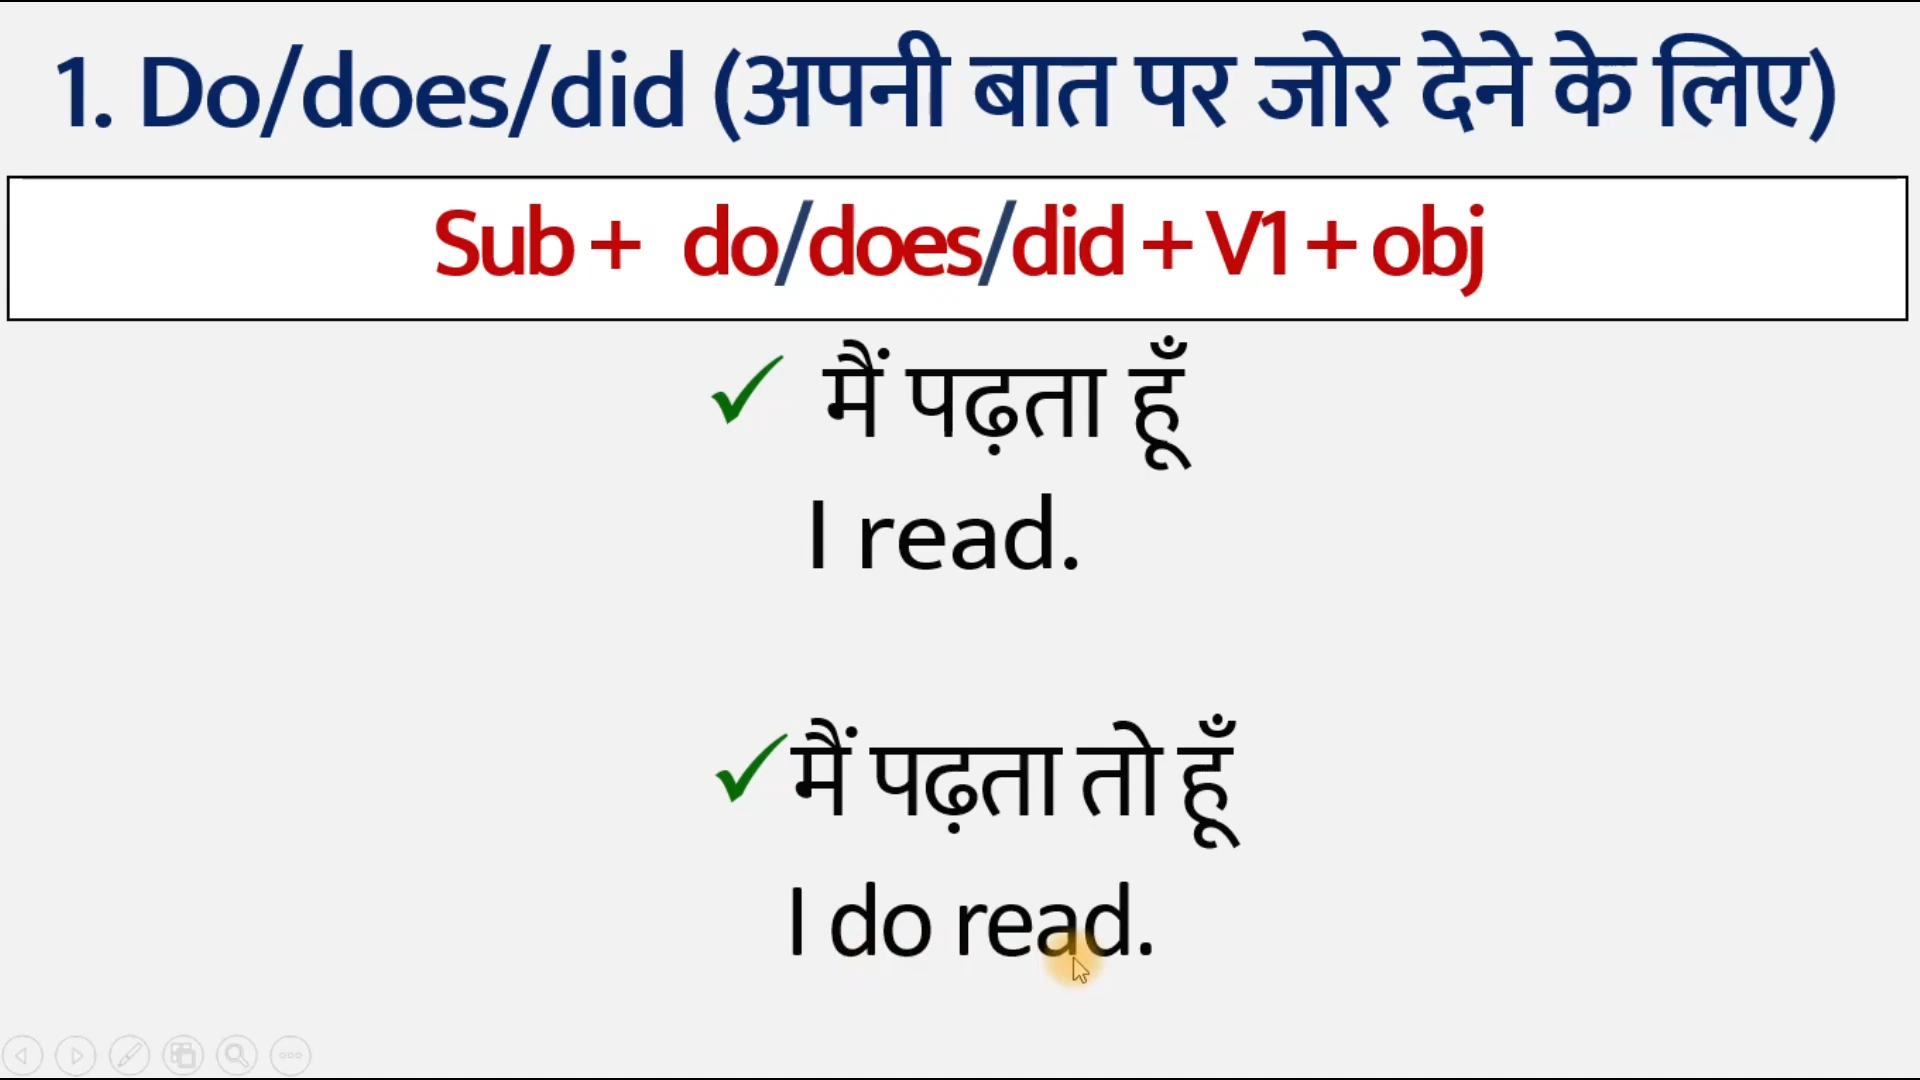 1. Do/does/did (अपनी बात पर जोर देने के लिए)
Sub + do/does/did + V1 + obj
✓ मैं पढ़ता हूँ
I read.
✓मैं पढ़ता तो हूँ
I do read.